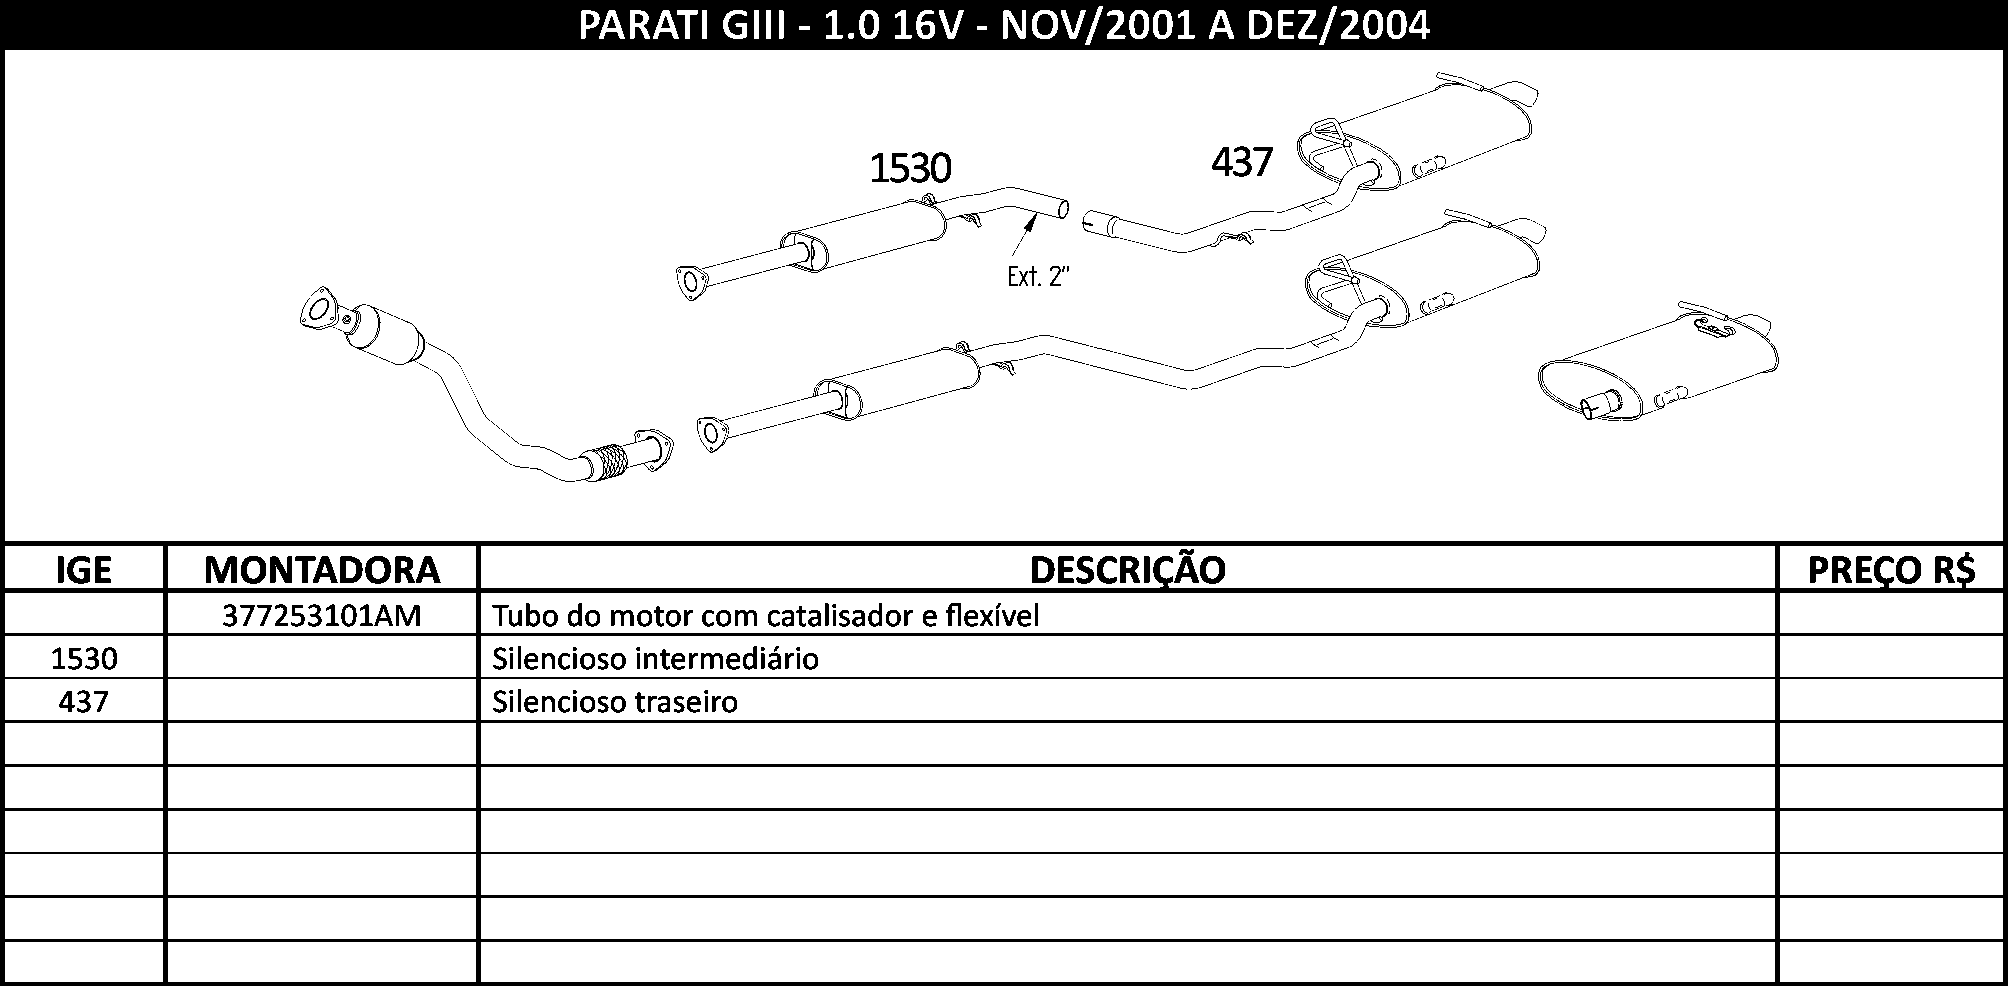 PARATI GIII - 1.0 16V - NOV/2001 A DEZ/2004
1530
437
Ext. 2"
IGE MONTADORA DESCRIÇÃO PREÇO R$
377253101AM Tubo do motor com catalisador e flexível
1530 Silencioso intermediário
437 Silencioso traseiro